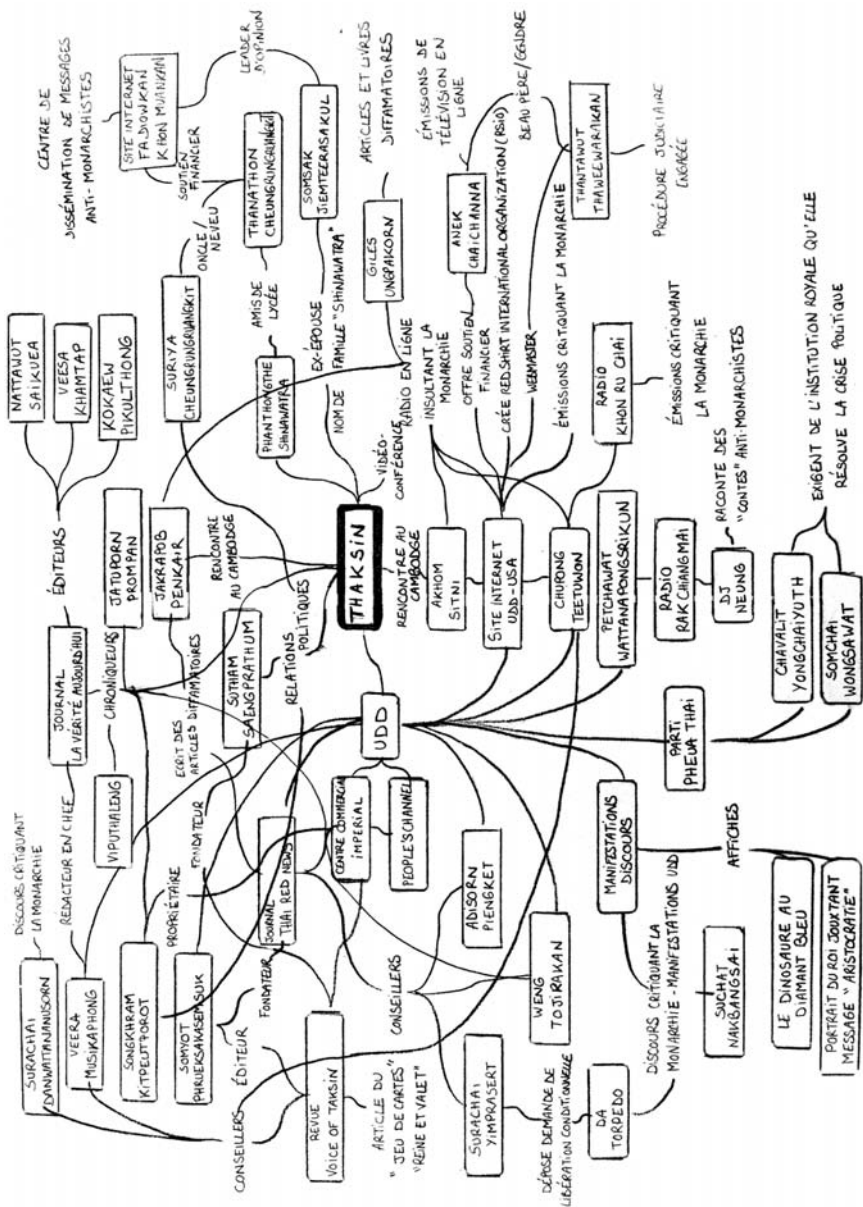 CENTRE DE
DISSÉMINATION DE MESSAGES
ANTI-MONARCHISTES
SITE INTERNET
FA DIOWKAN
KHON MUANKAN
LEADER
D'OPINION
SOUTIEN
FINANCIER
THANATHON
CHEUNGRUNGRUANGKIT
SOMSAK
JIEMTEERASAKUL
ONCLE/
NEVEU
ARTICLES ET LIVRES
DIFFAMATOIRES
NATTAWUT
SAIKUEA
VEESA
KHAMTAP
KOKAEW
PIKULTHONG
SURIYA
CHEUNGRUNGRUANGKIT
AMIS DE
LYCÉE
PHANTHONGTHE
SHINAWATRA
EX-ÉPOUSE
NOM DE
FAMILLE "SHINAWATRA"
GILES
UNGPAKORN
RADIO EN LIGNE
VIDÉO-
CONFÉRENCE
ÉMISSIONS DE
TÉLÉVISION EN
LIGNE
BEAU PÈRE/GENDRE
ANEK
CHAICHANNA
THANTAWUT
THAWEEWARAKAN
PROCÉDURE JUDICIAIRE
ENGAGÉE
INSULTANT LA
MONARCHIE
OFFRE SOUTIEN
FINANCIER
CRÉE RED SHIRT INTERNATIONAL ORGANIZATION (RSIO)
WEBMASTER
ÉMISSIONS CRITIQUANT LA MONARCHIE
RADIO
KHON RU CHAI
ÉMISSIONS CRITIQUANT
LA MONARCHIE
ÉDITEURS
JOURNAL
LA VÉRITÉ AUJOURD'HUI
CHRONIQUEURS
JATUPORN
PROMPAN
JAKRAPOB
PENKAIR
RENCONTRE
AU CAMBODGE
THAKSIN
RENCONTRE AU
CAMBODGE
AKHOM
SITNI
SITE INTERNET
UDD-USA
CHUPONG
TEETUWON
PETCHAWAT
WATTANAPONGSRIKUN
RADIO
RAK CHIANGMAI
DJ
NEUNG
RACONTE DES
"CONTES" ANTI-MONARCHISTES
EXIGENT DE L'INSTITUTION ROYALE QU'ELLE
RÉSOLVE LA CRISE POLITIQUE
CHAVALIT
YONGCHAIYUTH
SOMCHAI
WONGSAWAT
PARTI
PHEUA THAI
RELATIONS
POLITIQUES
SUTHAM
SAENGPRATHUM
ECRIT DES
ARTICLES DIFFAMATOIRES
VIPUTHALENG
RÉDACTEUR EN CHEF
DISCOURS CRITIQUANT
LA MONARCHIE
SURACHAI
DANWATTANANUSORN
VEERA
MUSIKAPHONG
SONGKHRAM
KITPEUTPOROT
PROPRIÉTAIRE
FONDATEUR
SOMYOT
PHRUEKSAKASEMSUK
FONDATEUR
JOURNAL
THAI RED NEWS
UDD
CENTRE COMMERCIAL
IMPERIAL
PEOPLE'S CHANNEL
CONSEILLERS
ÉDITEUR
REVUE
VOICE OF TAKSIN
ARTICLE DU
"JEU DE CARTES"
"REINE ET VALET"
CONSEILLERS
ADISORN
PIENGKET
WENG
TOJIRAKAN
SURACHAI
YIMPRASERT
DÉPOSE DEMANDE DE
LIBÉRATION CONDITIONNELLE
DA
TORPEDO
DISCOURS CRITIQUANT LA
MONARCHIE - MANIFESTATIONS UDD
SUCHAT
NAKBANGSAI
MANIFESTATIONS
DISCOURS
AFFICHES
LE DINOSAURE AU
DIAMANT BLEU
PORTRAIT DU ROI JOUXTANT
MESSAGE "ARISTOCRATIE"